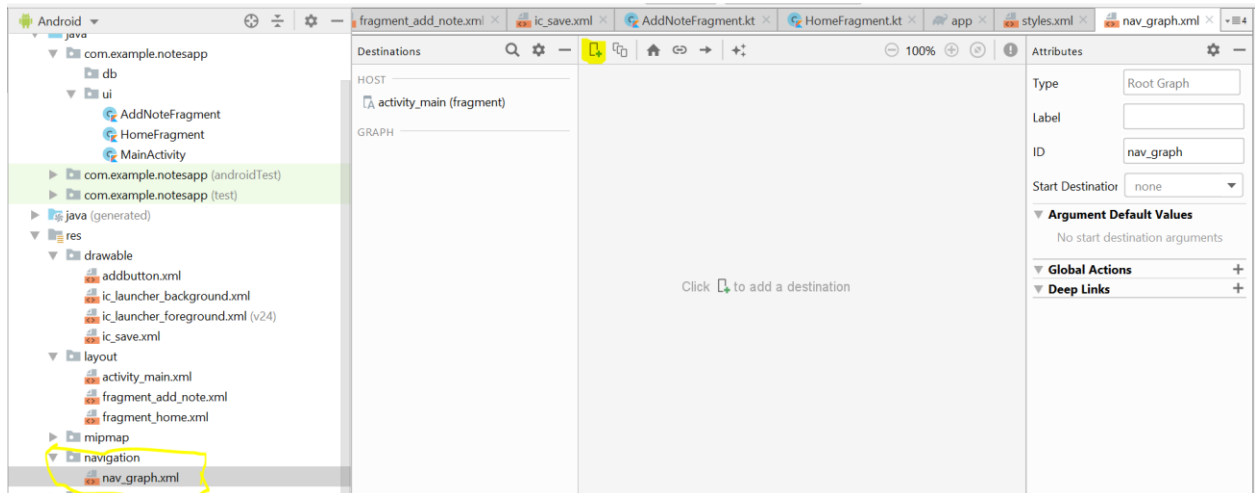 Android
fragment_add_note.xml
ic_save.xml
AddNoteFragment.kt
HomeFragment.kt
app
styles.xml
nav_graph.xml
4
java
com.example.notesapp
db
ui
AddNoteFragment
HomeFragment
MainActivity
com.example.notesapp (androidTest)
com.example.notesapp (test)
java (generated)
res
drawable
addbutton.xml
ic_launcher_background.xml
ic_launcher_foreground.xml (v24)
ic_save.xml
layout
activity_main.xml
fragment_add_note.xml
fragment_home.xml
mipmap
navigation
nav_graph.xml
Destinations
HOST
activity_main (fragment)
GRAPH
100%
Click to add a destination
Attributes
Type Root Graph
Label
ID nav_graph
Start Destination none
Argument Default Values
No start destination arguments
Global Actions
Deep Links